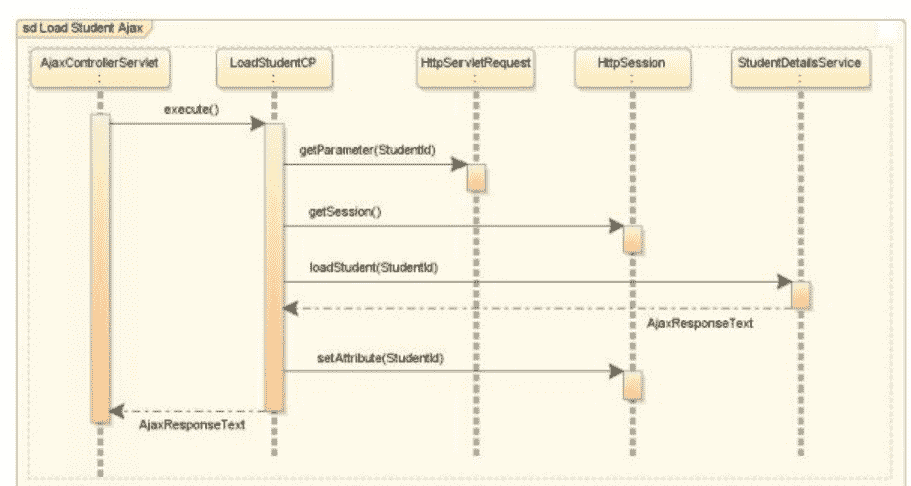 sd Load Student Ajax
AjaxControllerServlet
LoadStudentCP
HttpServletRequest
HttpSession
StudentDetailsService
execute()
getParameter(StudentId)
getSession()
loadStudent(StudentId)
AjaxResponseText
setAttribute(StudentId)
AjaxResponseText